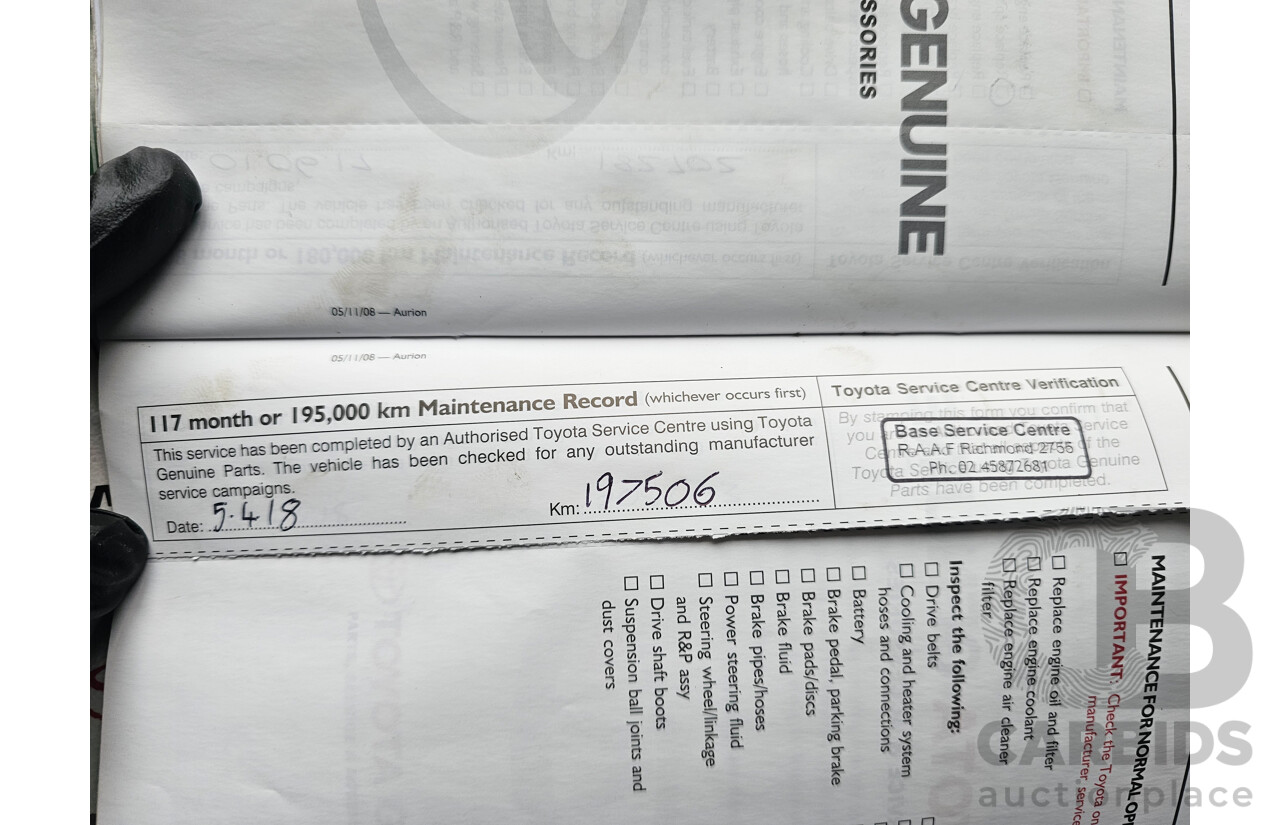 GENUINE
SSORIES
05/11/08 — Aurion
05/11/08 — Aurion
117 month or 195,000 km Maintenance Record (whichever occurs first)
This service has been completed by an Authorised Toyota Service Centre using Toyota
Genuine Parts. The vehicle has been checked for any outstanding manufacturer
service campaigns.
Date: 5.4.18
Km: 197506
Toyota Service Centre Verification
By stamping this form you confirm that
Base Service Centre
R.A.A.F Richmond 2755
Ph: 02 45872681
Parts have been completed.
MAINTENANCE FOR NORMAL OP
☐ IMPORTANT: Check the Toyota on
manufacturer service
☐ Replace engine oil and filter
☐ Replace engine coolant
☐ Replace engine air cleaner
filter
Inspect the following:
☐ Drive belts
☐ Cooling and heater system
hoses and connections
☐ Battery
☐ Brake pedal, parking brake
☐ Brake pads/discs
☐ Brake fluid
☐ Brake pipes/hoses
☐ Power steering fluid
☐ Steering wheel/linkage
and R&P assy
☐ Drive shaft boots
☐ Suspension ball joints and
dust covers
CARBIDS
auctionplace